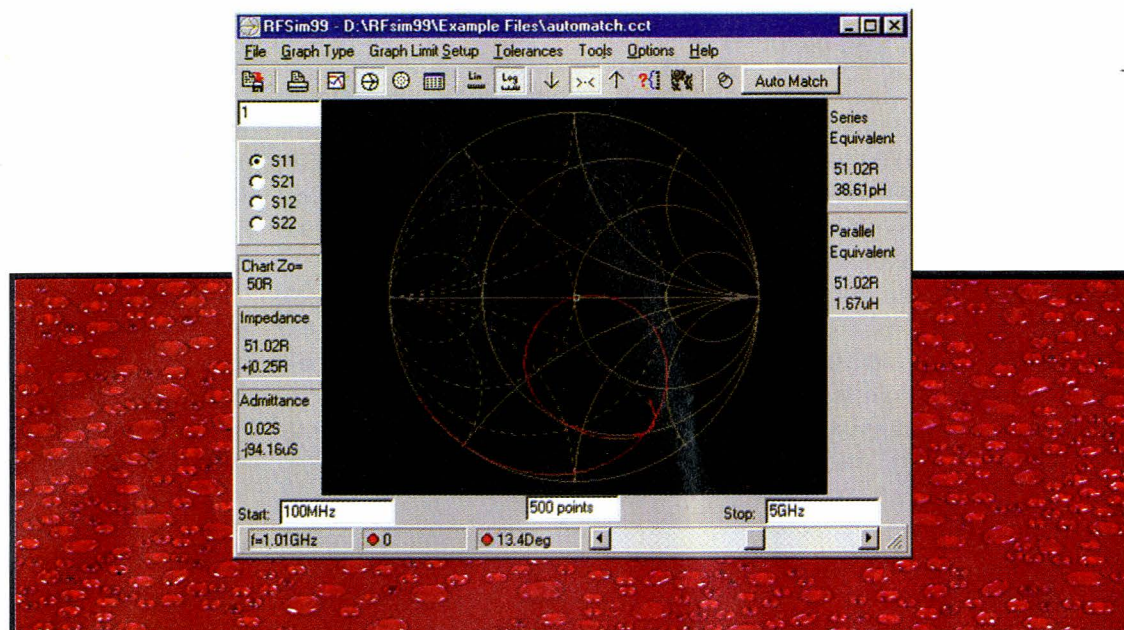 RFSim99 - D:\RFsim99\Example Files\automatch.cct
File Graph Type Graph Limit Setup Tolerances Tools Options Help
Lin Log Auto Match
1
S11
S21
S12
S22
Chart Zo=
50R
Impedance
51.02R
+j0.25R
Admittance
0.02S
-j94.16uS
Series
Equivalent
51.02R
38.61pH
Parallel
Equivalent
51.02R
1.67uH
Start: 100MHz 500 points Stop: 5GHz
f=1.01GHz 0 13.4Deg